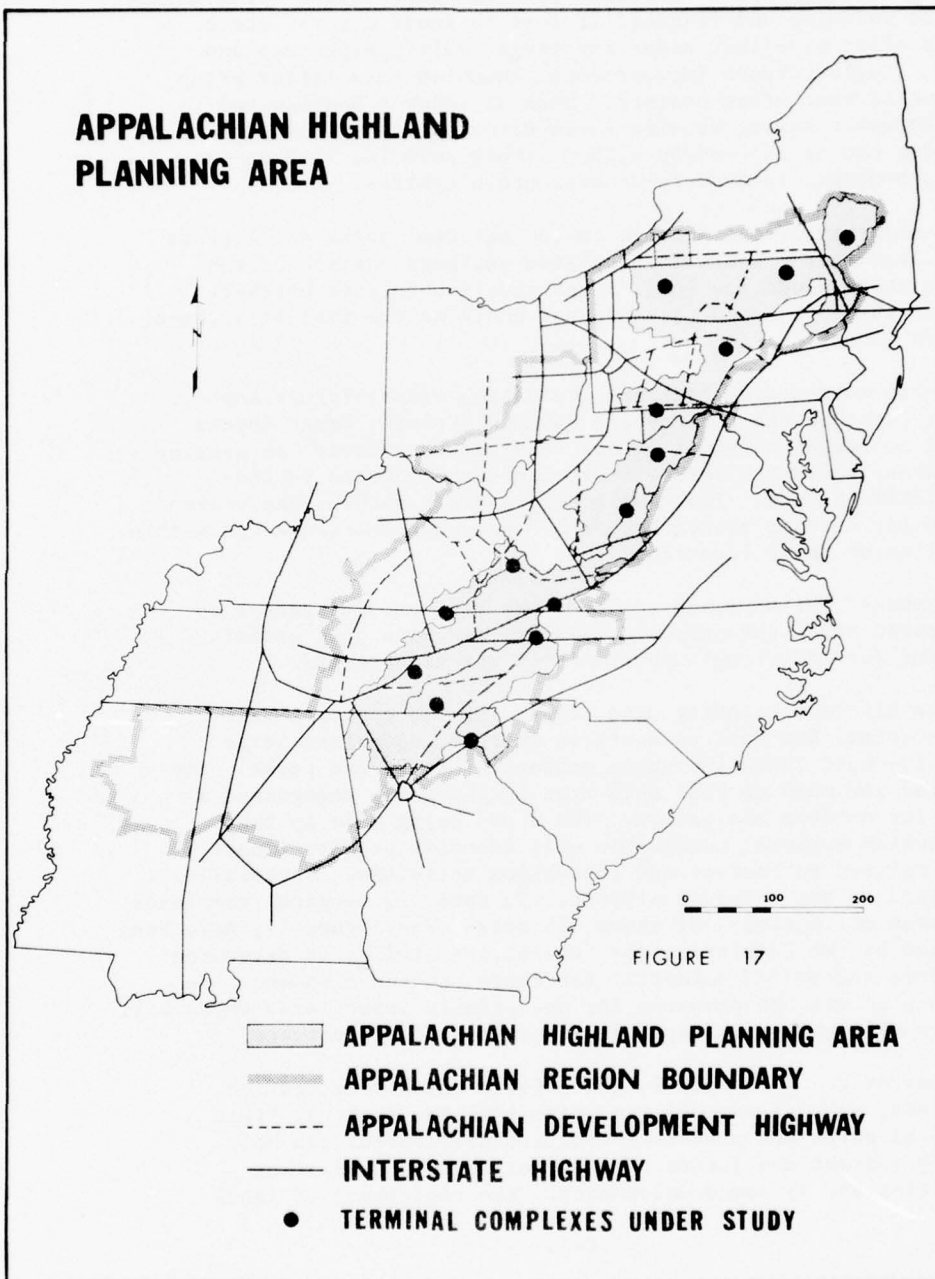 APPALACHIAN HIGHLAND
PLANNING AREA
0 100 200
FIGURE 17
APPALACHIAN HIGHLAND PLANNING AREA
APPALACHIAN REGION BOUNDARY
APPALACHIAN DEVELOPMENT HIGHWAY
INTERSTATE HIGHWAY
TERMINAL COMPLEXES UNDER STUDY